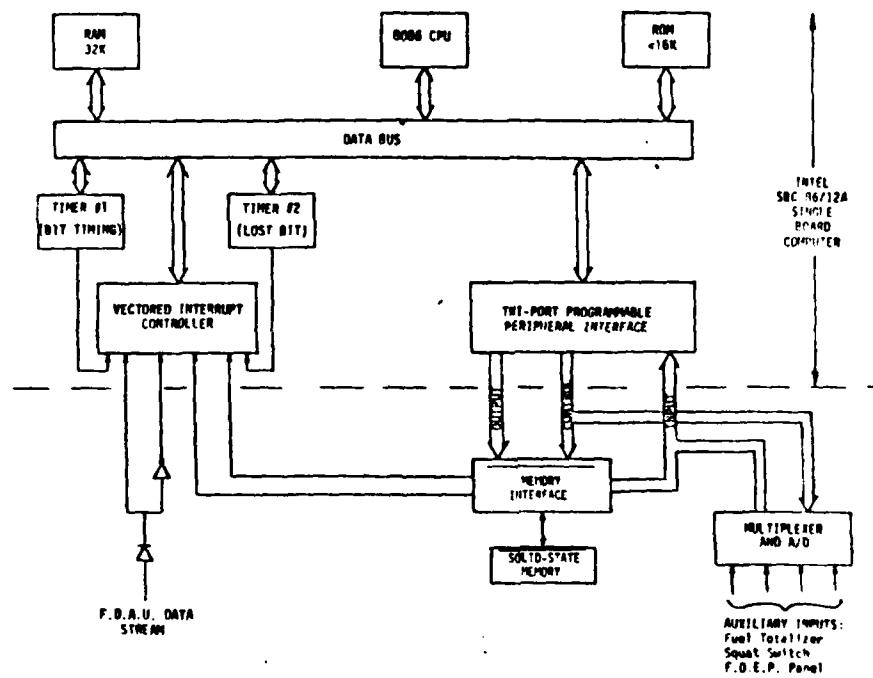 RAM
32K
8086 CPU
ROM
<16K
DATA BUS
TIMER #1
(BIT TIMING)
TIMER #2
(LOST BIT)
INTEL
SBC 86/12A
SINGLE
BOARD
COMPUTER
VECTORED INTERRUPT
CONTROLLER
TRI-PORT PROGRAMMABLE
PERIPHERAL INTERFACE
OUTPUT
CONTROL
INPUT
MEMORY
INTERFACE
MULTIPLEXER
AND A/D
SOLID-STATE
MEMORY
F.D.A.U. DATA
STREAM
AUXILIARY INPUTS:
Fuel Totalizer
Squat Switch
F.D.E.P. Panel